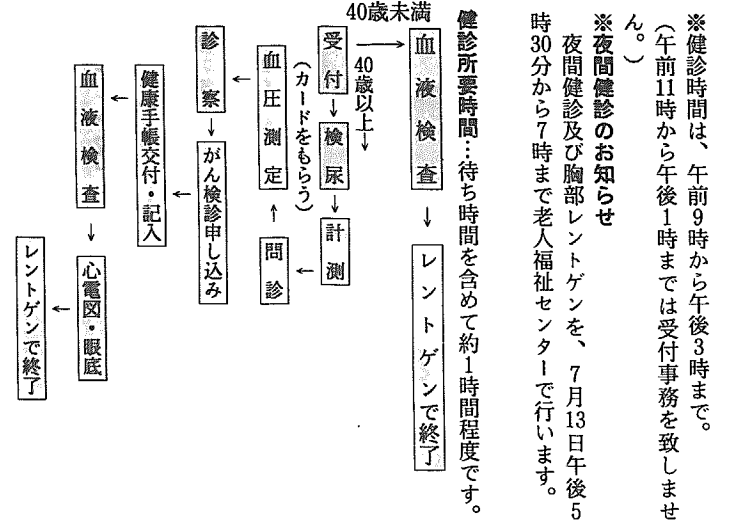 ※健診時間は、午前9時から午後3時まで。
(午前11時から午後1時までは受付事務を致しませ
ん。)
※夜間健診のお知らせ
夜間健診及び胸部レントゲンを、7月13日午後5
時30分から7時まで老人福祉センターで行います。
健診所要時間…待ち時間を含めて約1時間程度です。
40歳未満
血液検査
レントゲンで終了
40歳以上
受付
(カードをもらう)
検尿
計測
問診
血圧測定
診察
がん検診申し込み
健康手帳交付・記入
血液検査
心電図・眼底
レントゲンで終了